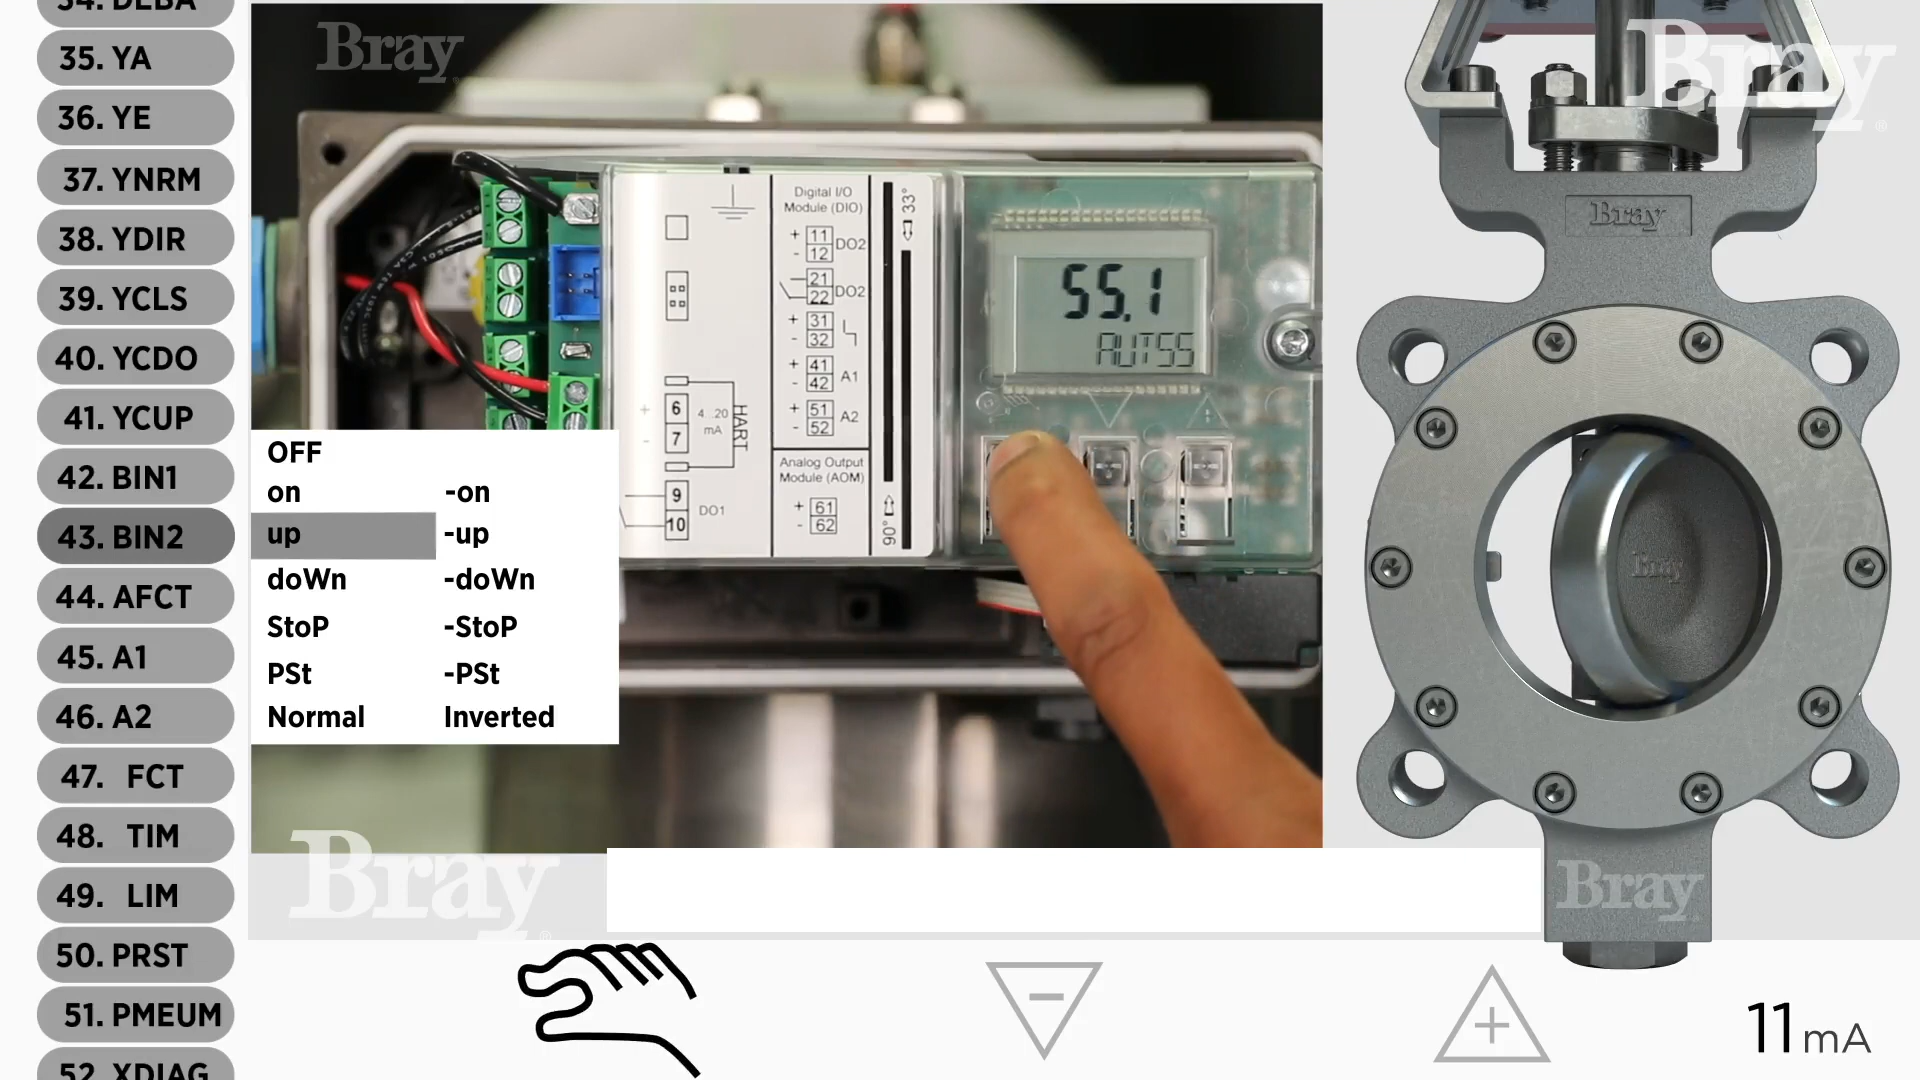 34. DEBA
35. YA
36. YE
37. YNRM
38. YDIR
39. YCLS
40. YCDO
41. YCUP
42. BIN1
43. BIN2
44. AFCT
45. A1
46. A2
47. FCT
48. TIM
49. LIM
50. PRST
51. PMEUM
52. XDIAG
Bray
OFF
on -on
up -up
doWn -doWn
StoP -StoP
PSt -PSt
Normal Inverted
+ 6 4...20 mA HART
- 7
9 DO1
10
Digital I/O
Module (DIO)
+ 11 DO2
- 12
21 DO2
22
+ 31
- 32
+ 41 A1
- 42
+ 51 A2
- 52
Analog Output
Module (AOM)
+ 61
- 62
33°
90°
55.1
AUT55
Bray®
Bray
Bray
Bray
Bray®
-
+
11 mA